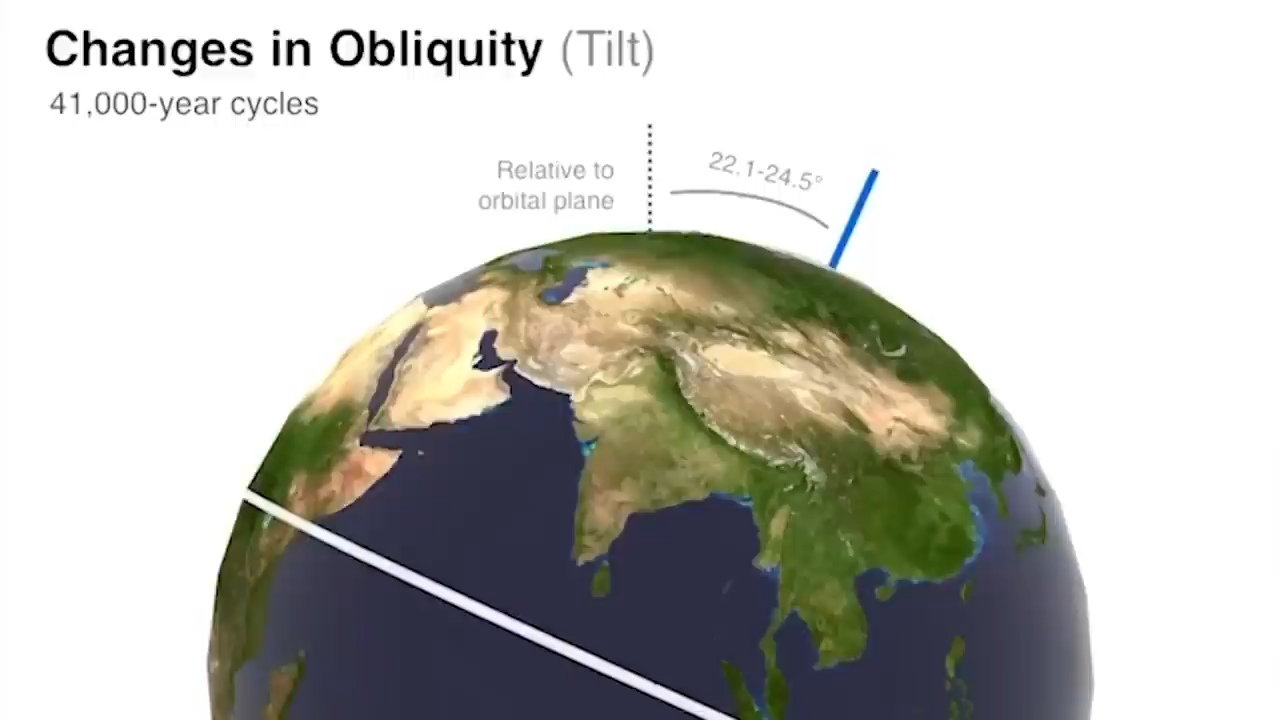 Changes in Obliquity (Tilt)
41,000-year cycles
Relative to
orbital plane
22.1-24.5°